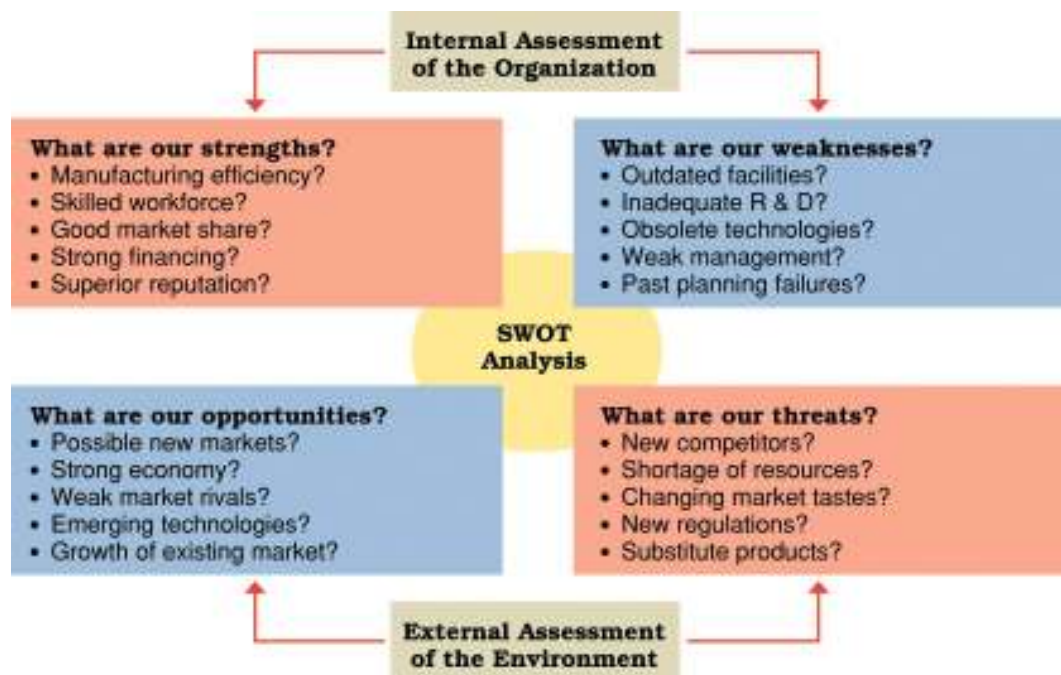 Internal Assessment
of the Organization
What are our strengths?
• Manufacturing efficiency?
• Skilled workforce?
• Good market share?
• Strong financing?
• Superior reputation?
What are our weaknesses?
• Outdated facilities?
• Inadequate R & D?
• Obsolete technologies?
• Weak management?
• Past planning failures?
SWOT
Analysis
What are our opportunities?
• Possible new markets?
• Strong economy?
• Weak market rivals?
• Emerging technologies?
• Growth of existing market?
What are our threats?
• New competitors?
• Shortage of resources?
• Changing market tastes?
• New regulations?
• Substitute products?
External Assessment
of the Environment